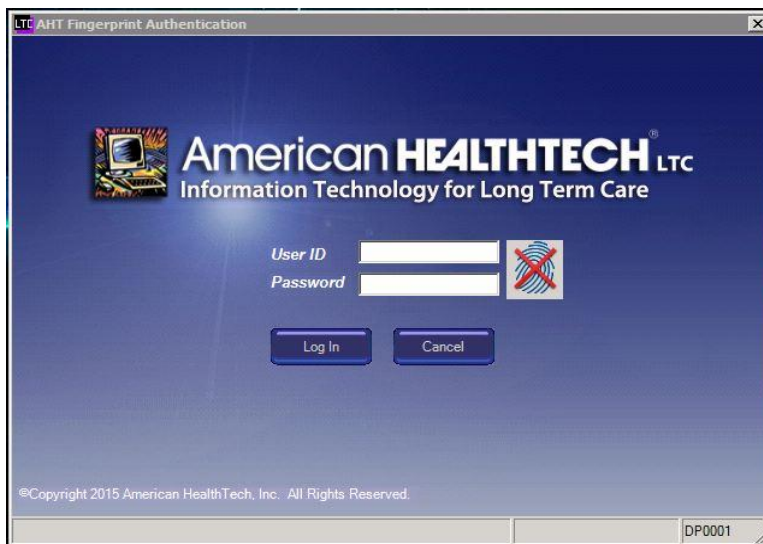 LTC AHT Fingerprint Authentication
American HEALTHTECH® LTC
Information Technology for Long Term Care
User ID
Password
Log In Cancel
©Copyright 2015 American HealthTech, Inc. All Rights Reserved.
DP0001